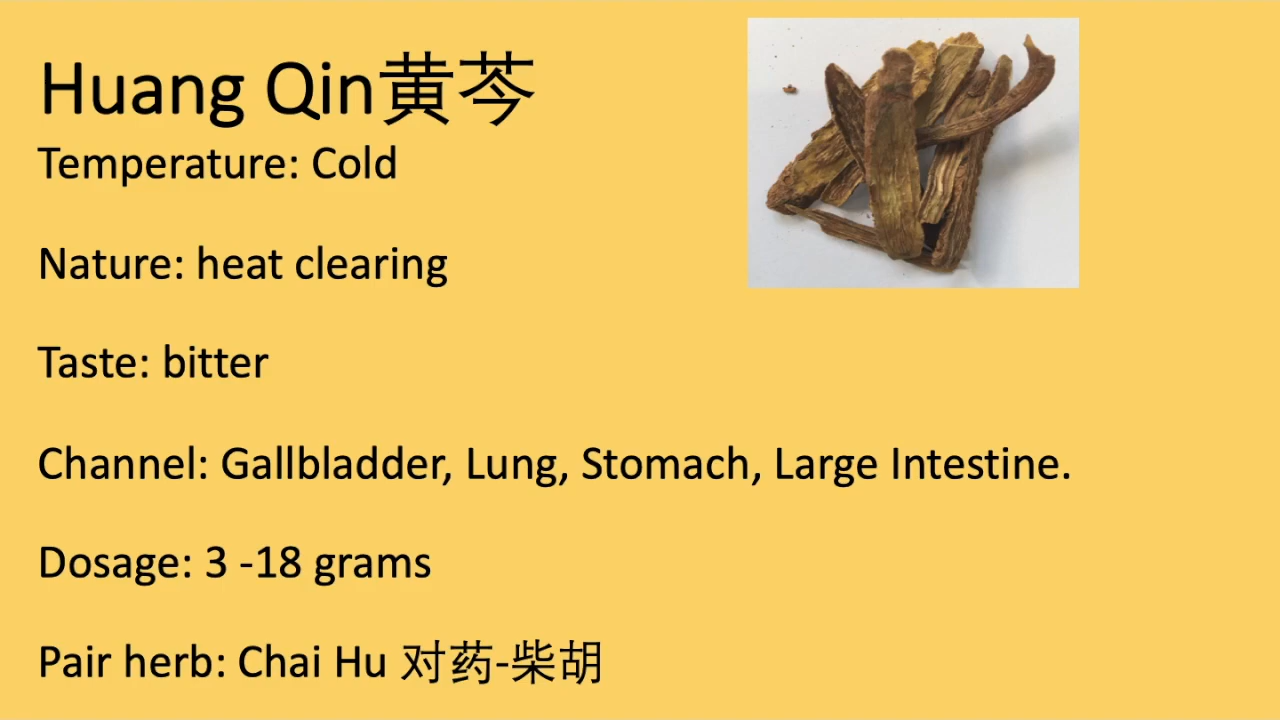 Huang Qin黄芩
Temperature: Cold
Nature: heat clearing
Taste: bitter
Channel: Gallbladder, Lung, Stomach, Large Intestine.
Dosage: 3 -18 grams
Pair herb: Chai Hu 对药-柴胡